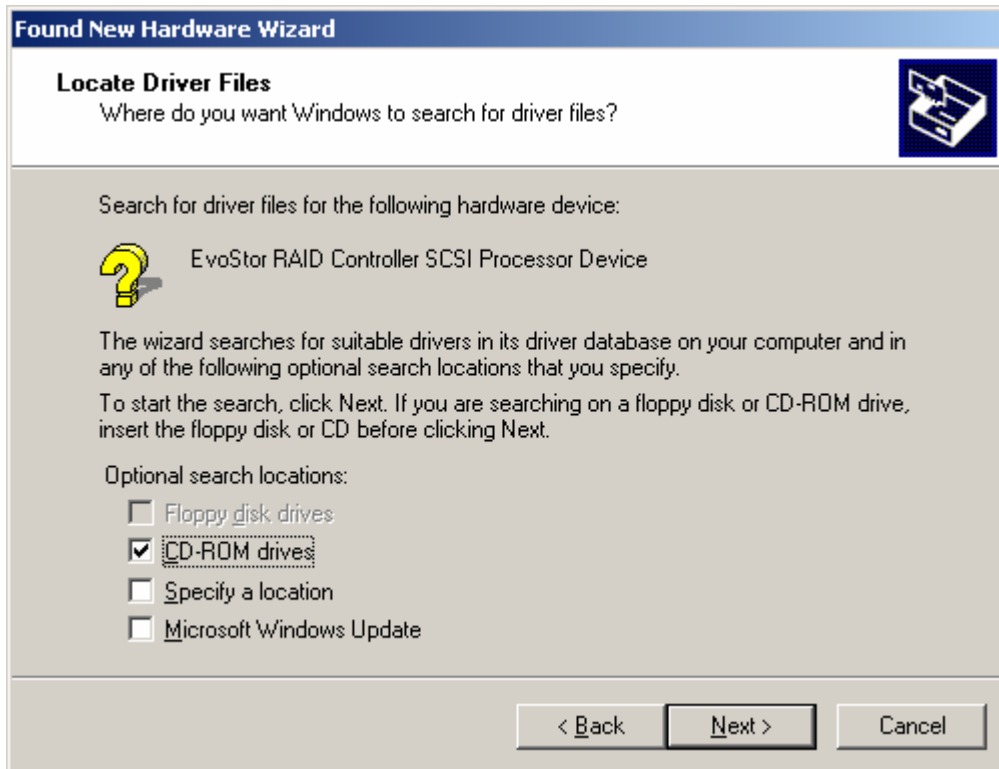 Found New Hardware Wizard
Locate Driver Files
Where do you want Windows to search for driver files?
Search for driver files for the following hardware device:
EvoStor RAID Controller SCSI Processor Device
The wizard searches for suitable drivers in its driver database on your computer and in
any of the following optional search locations that you specify.
To start the search, click Next. If you are searching on a floppy disk or CD-ROM drive,
insert the floppy disk or CD before clicking Next.
Optional search locations:
Floppy disk drives
CD-ROM drives
Specify a location
Microsoft Windows Update
< Back Next > Cancel